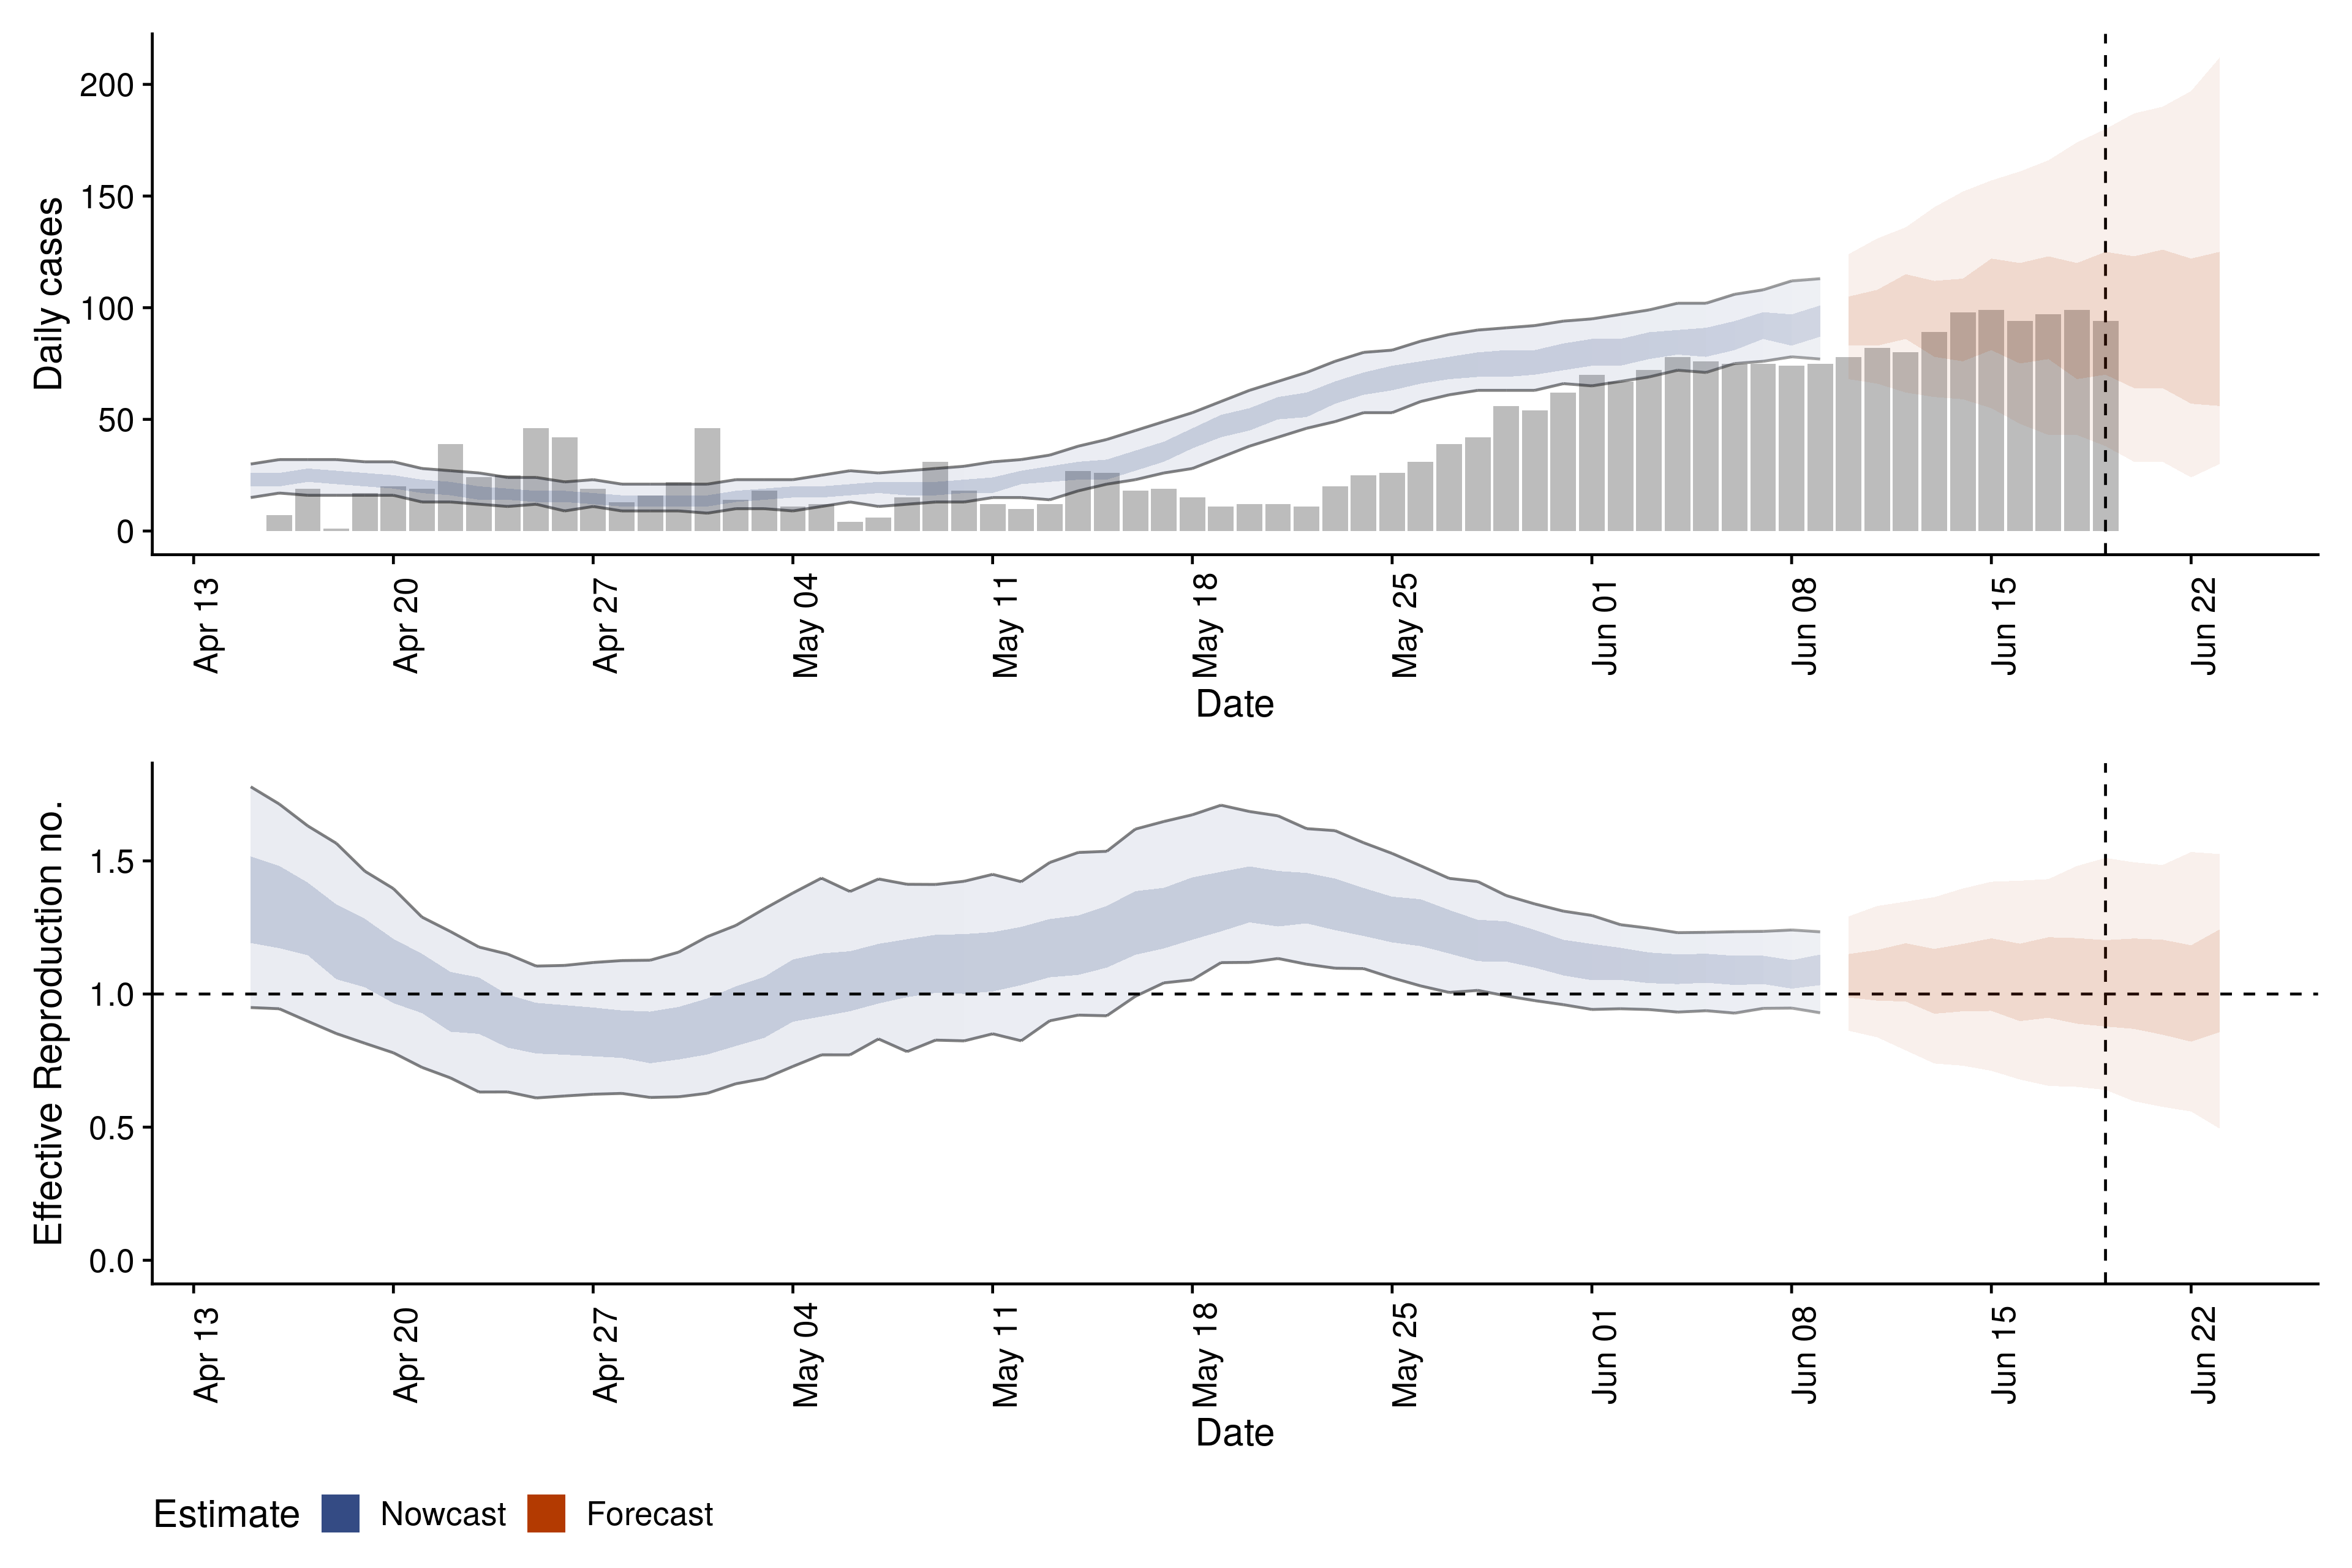 Daily cases
200
150
100
50
0
Apr 13 Apr 20 Apr 27 May 04 May 11 May 18 May 25 Jun 01 Jun 08 Jun 15 Jun 22
Date
Effective Reproduction no.
1.5
1.0
0.5
0.0
Apr 13 Apr 20 Apr 27 May 04 May 11 May 18 May 25 Jun 01 Jun 08 Jun 15 Jun 22
Date
Estimate Nowcast Forecast